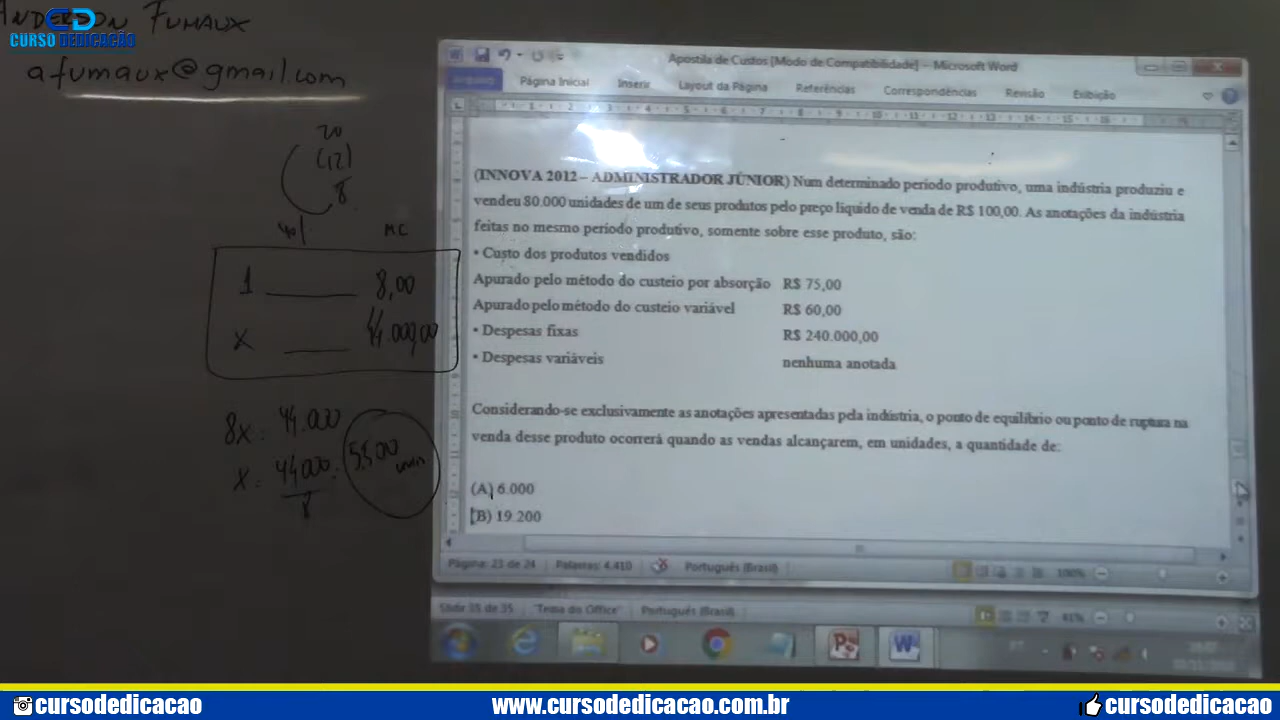 ANDERSON FUMAUX
CD
CURSO DEDICAÇÃO
afumaux@gmail.com
20
(12)
8
40
MC
1 8,00
X 44.000,00
8X = 44.000
X = 44.000 = 5.500
8
Apostila de Custos [Modo de Compatibilidade] - Microsoft Word
Arquivo Página Inicial Inserir Layout da Página Referências Correspondências Revisão Exibição
(INNOVA 2012 – ADMINISTRADOR JÚNIOR) Num determinado período produtivo, uma indústria produziu e
vendeu 80.000 unidades de um de seus produtos pelo preço líquido de venda de R$ 100,00. As anotações da indústria
feitas no mesmo período produtivo, somente sobre esse produto, são:
• Custo dos produtos vendidos
Apurado pelo método do custeio por absorção R$ 75,00
Apurado pelo método do custeio variável R$ 60,00
• Despesas fixas R$ 240.000,00
• Despesas variáveis nenhuma anotada
Considerando-se exclusivamente as anotações apresentadas pela indústria, o ponto de equilíbrio ou ponto de ruptura na
venda desse produto ocorrerá quando as vendas alcançarem, em unidades, a quantidade de:
(A) 6.000
(B) 19.200
Página: 23 de 24 Palavras: 4.410 Português (Brasil) 100%
Slide 35 de 35 "Tema do Office" Português (Brasil) 61%
PT
cursodedicacao www.cursodedicacao.com.br cursodedicacao